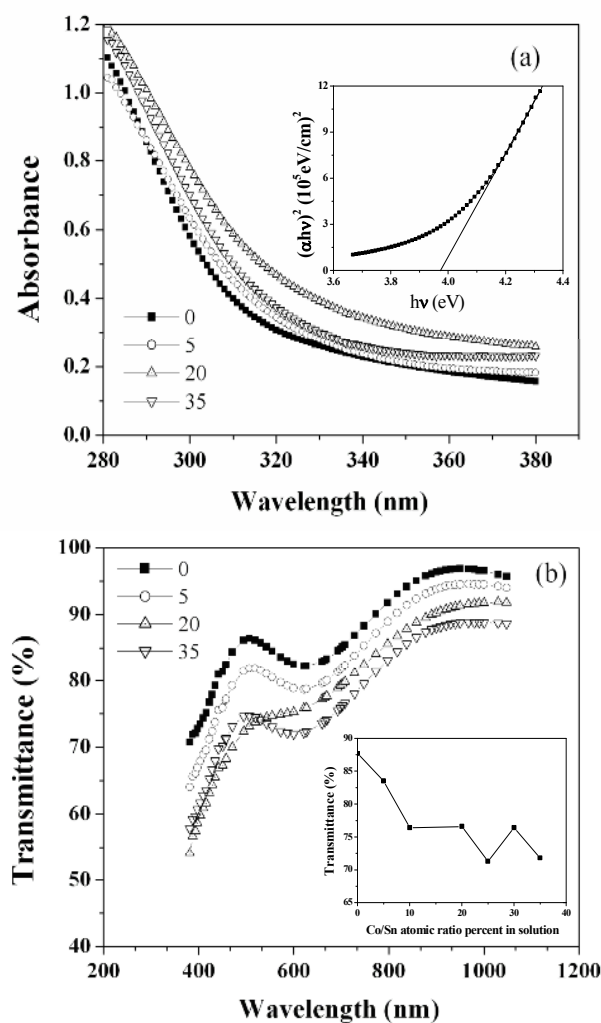 (a)
1.2
1.0
0.8
0.6
0.4
0.2
0.0
Absorbance
0
5
20
35
280 300 320 340 360 380
Wavelength (nm)
12
9
6
3
0
(αhν)² (10⁵eV/cm)²
3.6 3.8 4.0 4.2 4.4
hν (eV)
(b)
100
90
80
70
60
50
40
Transmittance (%)
0
5
20
35
200 400 600 800 1000 1200
Wavelength (nm)
90
85
80
75
70
65
Transmittance (%)
0 10 20 30 40
Co/Sn atomic ratio percent in solution